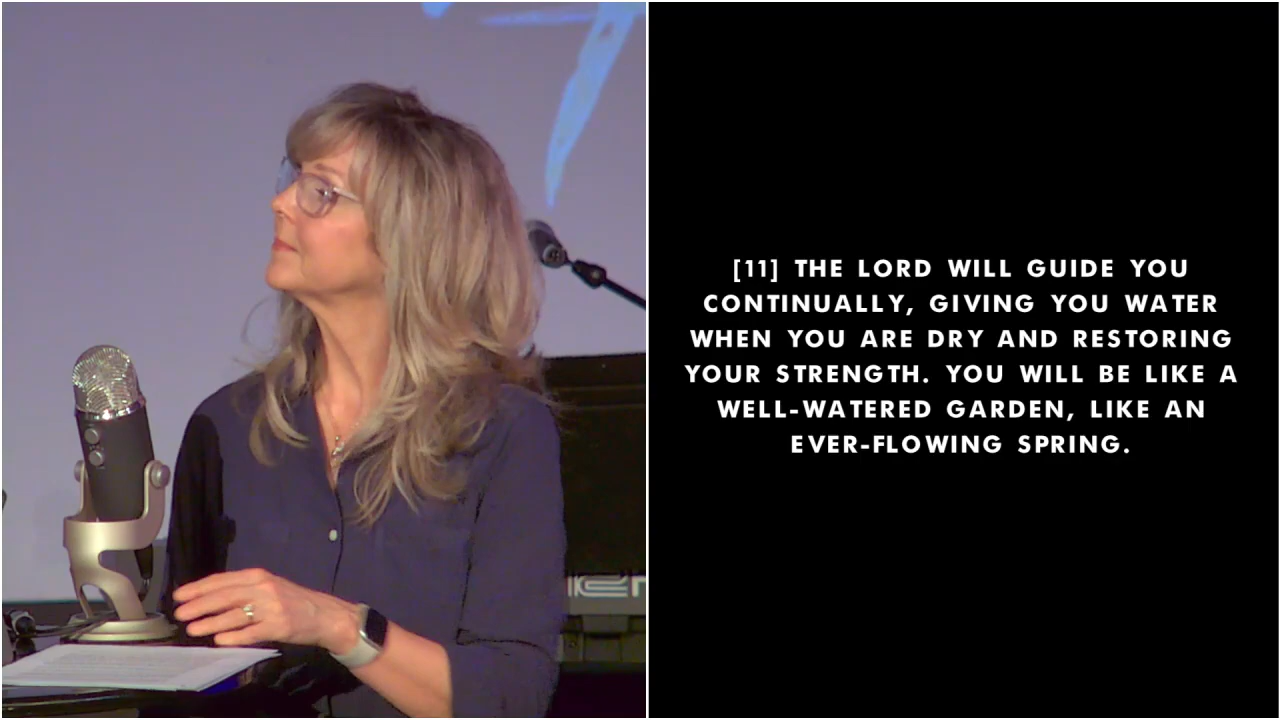 [11] THE LORD WILL GUIDE YOU
CONTINUALLY, GIVING YOU WATER
WHEN YOU ARE DRY AND RESTORING
YOUR STRENGTH. YOU WILL BE LIKE A
WELL-WATERED GARDEN, LIKE AN
EVER-FLOWING SPRING.